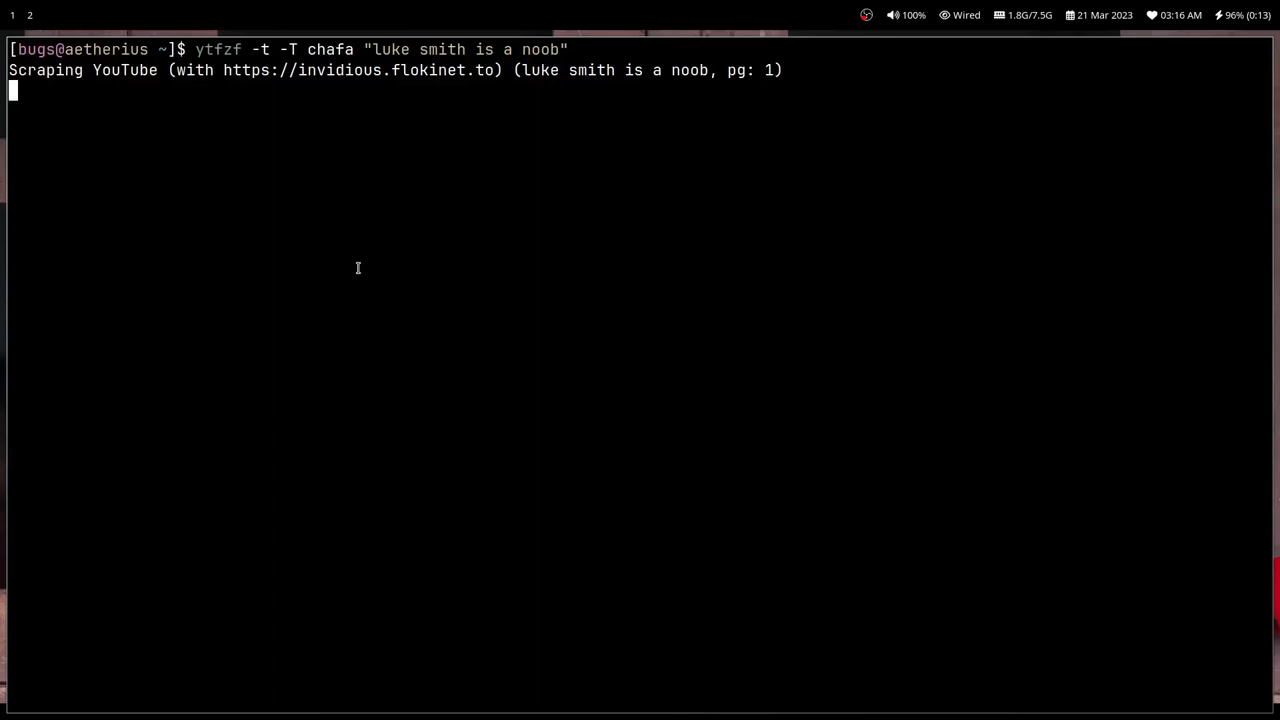 1 2 100% Wired 1.8G/7.5G 21 Mar 2023 03:16 AM 96% (0:13)
[bugs@aetherius ~]$ ytfzf -t -T chafa "luke smith is a noob"
Scraping YouTube (with https://invidious.flokinet.to) (luke smith is a noob, pg: 1)